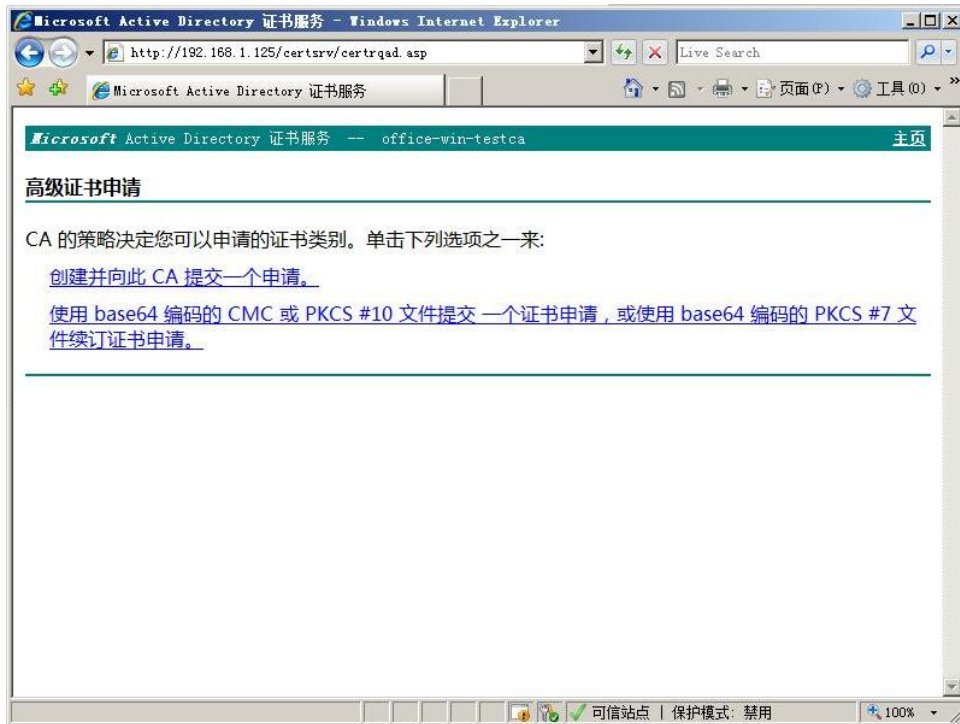 Microsoft Active Directory 证书服务 - Windows Internet Explorer
http://192.168.1.125/certsrv/certrqad.asp
Live Search
Microsoft Active Directory 证书服务
页面(P)
工具(O)
Microsoft Active Directory 证书服务 -- office-win-testca
主页
高级证书申请
CA 的策略决定您可以申请的证书类别。单击下列选项之一来:
创建并向此 CA 提交一个申请。
使用 base64 编码的 CMC 或 PKCS #10 文件提交 一个证书申请，或使用 base64 编码的 PKCS #7 文
件续订证书申请。
可信站点 | 保护模式: 禁用
100%